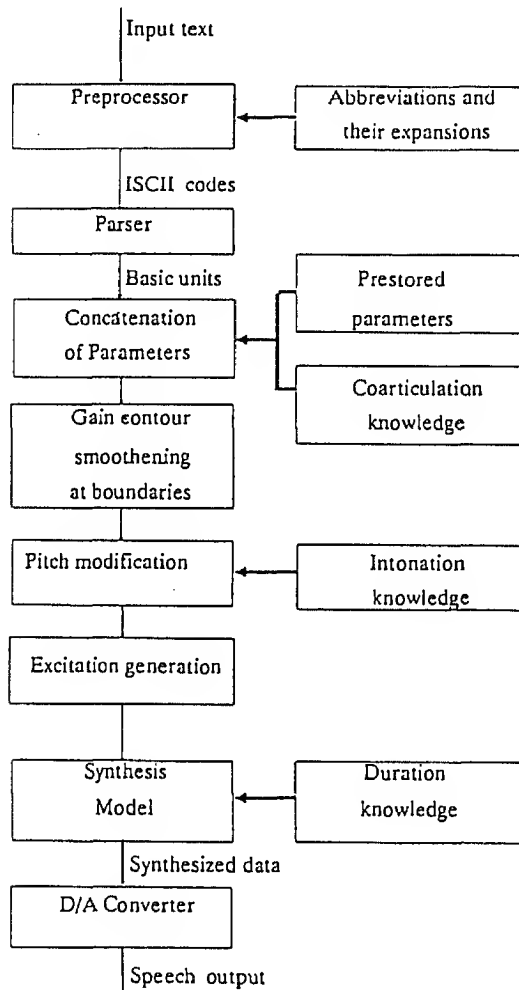 Input text
Preprocessor
Abbreviations and
their expansions
ISCII codes
Parser
Basic units
Concatenation
of Parameters
Prestored
parameters
Coarticulation
knowledge
Gain contour
smoothening
at boundaries
Pitch modification
Intonation
knowledge
Excitation generation
Synthesis
Model
Duration
knowledge
Synthesized data
D/A Converter
Speech output